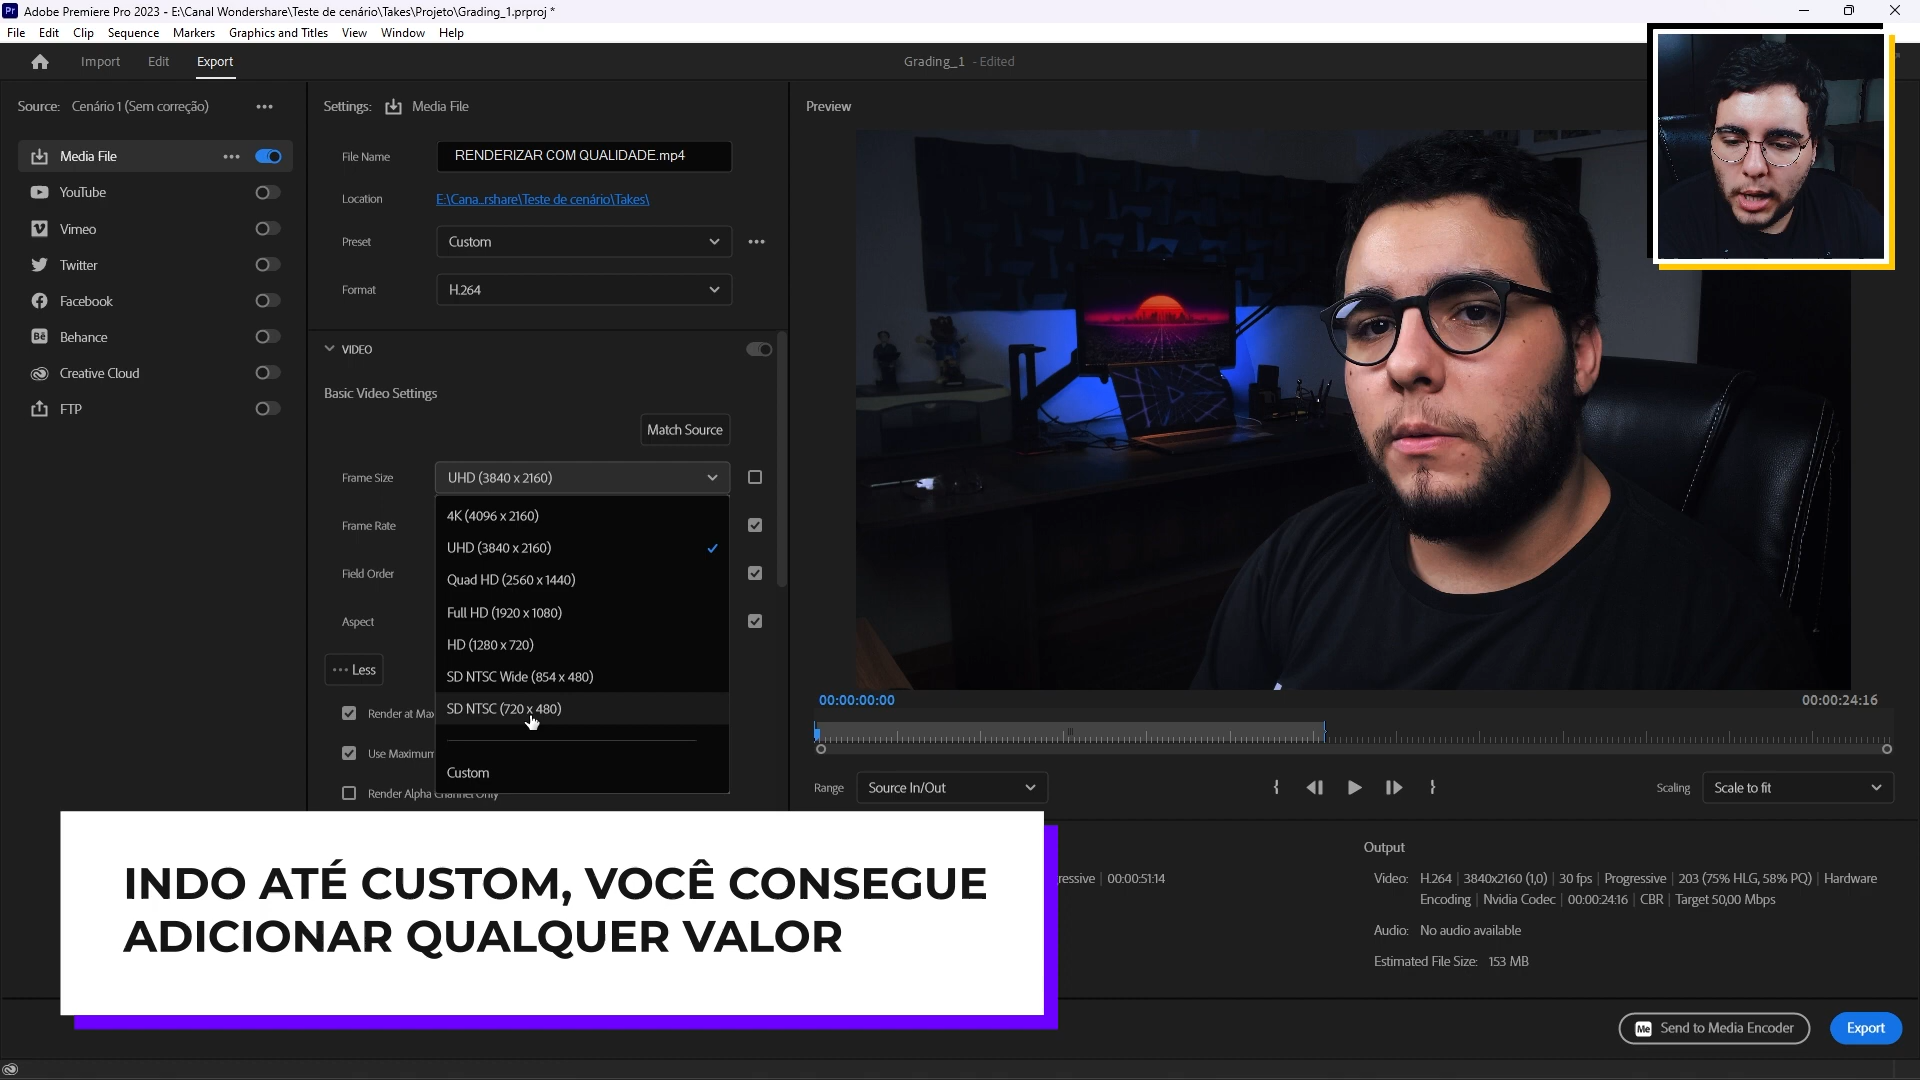 Pr Adobe Premiere Pro 2023 - E:\Canal Wondershare\Teste de cenário\Takes\Projeto\Grading_1.prproj *
File Edit Clip Sequence Markers Graphics and Titles View Window Help
Import Edit Export
Grading_1 - Edited
Source: Cenário 1 (Sem correção)
Media File
YouTube
Vimeo
Twitter
Facebook
Behance
Creative Cloud
FTP
Settings: Media File
File Name RENDERIZAR COM QUALIDADE.mp4
Location E:\Cana...rshare\Teste de cenário\Takes\
Preset Custom
Format H.264
VIDEO
Basic Video Settings
Match Source
Frame Size UHD (3840 x 2160)
4K (4096 x 2160)
Frame Rate
UHD (3840 x 2160)
Field Order
Quad HD (2560 x 1440)
Full HD (1920 x 1080)
Aspect
HD (1280 x 720)
Less
SD NTSC Wide (854 x 480)
SD NTSC (720 x 480)
Render at Max
Use Maximum
Custom
Render Alpha Channel Only
Preview
00:00:00:00
00:00:24:16
Range Source In/Out
Scaling Scale to fit
INDO ATÉ CUSTOM, VOCÊ CONSEGUE
ADICIONAR QUALQUER VALOR
ressive | 00:00:51:14
Output
Video: H.264 | 3840x2160 (1,0) | 30 fps | Progressive | 203 (75% HLG, 58% PQ) | Hardware
Encoding | Nvidia Codec | 00:00:24:16 | CBR | Target 50,00 Mbps
Audio: No audio available
Estimated File Size: 153 MB
Me Send to Media Encoder
Export